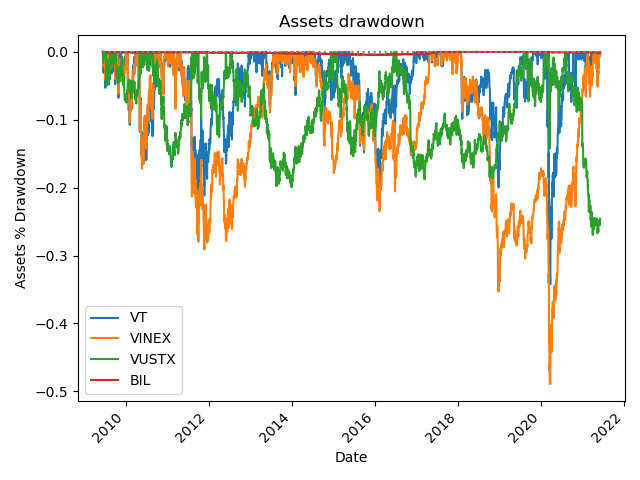 Assets drawdown
Assets % Drawdown
0.0
−0.1
−0.2
−0.3
−0.4
−0.5
VT
VINEX
VUSTX
BIL
2010
2012
2014
2016
2018
2020
2022
Date